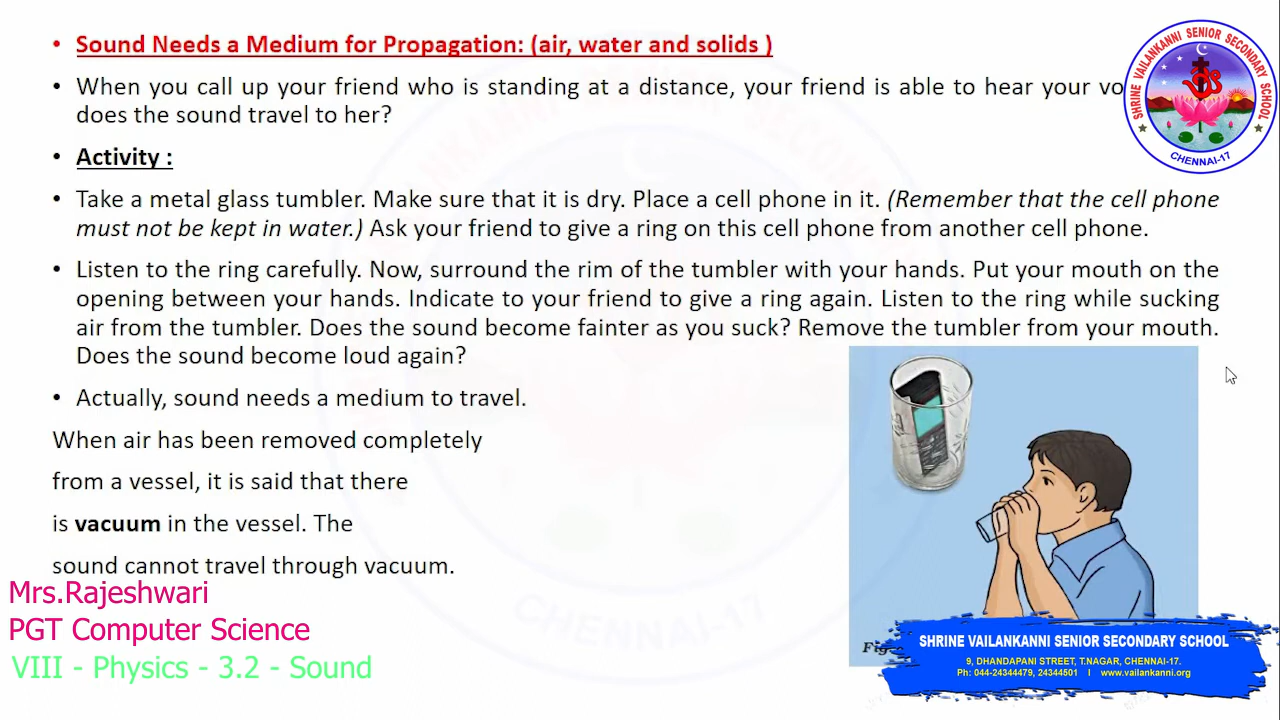 Sound Needs a Medium for Propagation: (air, water and solids )
When you call up your friend who is standing at a distance, your friend is able to hear your
does the sound travel to her?
Activity :
Take a metal glass tumbler. Make sure that it is dry. Place a cell phone in it. (Remember that the cell phone
must not be kept in water.) Ask your friend to give a ring on this cell phone from another cell phone.
Listen to the ring carefully. Now, surround the rim of the tumbler with your hands. Put your mouth on the
opening between your hands. Indicate to your friend to give a ring again. Listen to the ring while sucking
air from the tumbler. Does the sound become fainter as you suck? Remove the tumbler from your mouth.
Does the sound become loud again?
Actually, sound needs a medium to travel.
When air has been removed completely
from a vessel, it is said that there
is vacuum in the vessel. The
sound cannot travel through vacuum.
Mrs.Rajeshwari
PGT Computer Science
VIII - Physics - 3.2 - Sound
SHRINE VAILANKANNI SENIOR SECONDARY SCHOOL
CHENNAI-17
CHENNAI-17
SHRINE VAILANKANNI SENIOR SECONDARY SCHOOL
9, DHANDAPANI STREET, T.NAGAR, CHENNAI-17.
Ph: 044-24344479, 24344501 I www.vailankanni.org